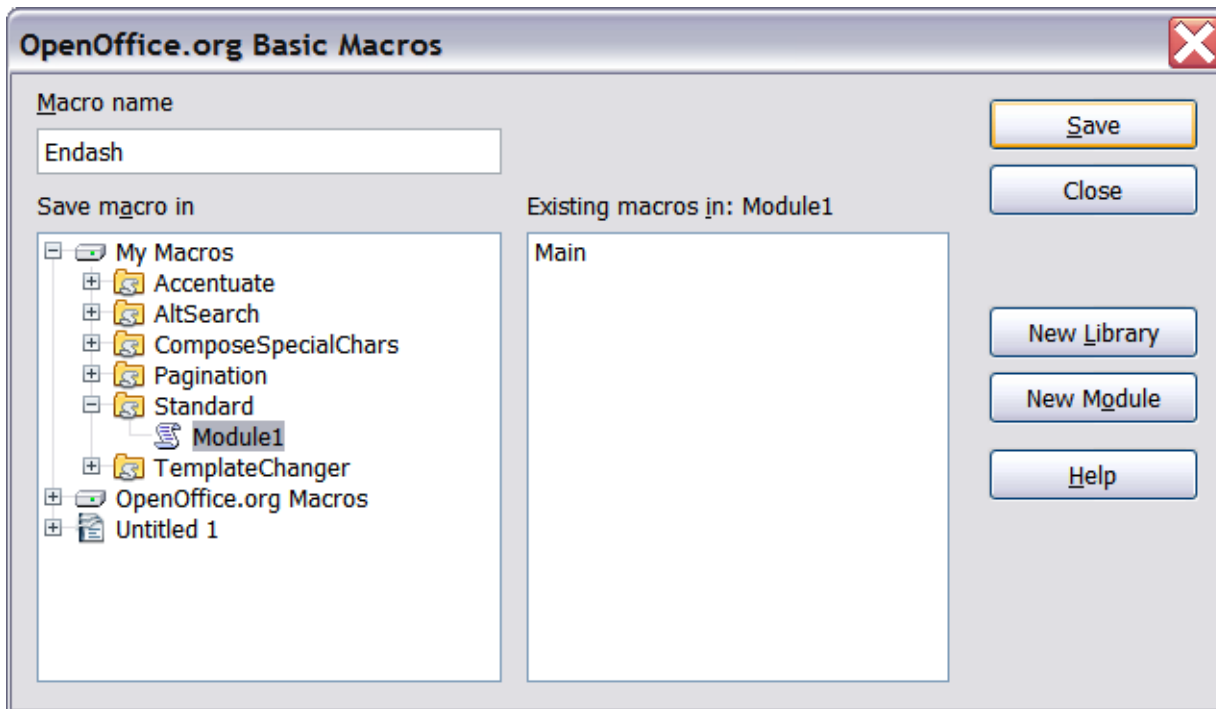 OpenOffice.org Basic Macros
Macro name
Endash
Save macro in
My Macros
Accentuate
AltSearch
ComposeSpecialChars
Pagination
Standard
Module1
TemplateChanger
OpenOffice.org Macros
Untitled 1
Existing macros in: Module1
Main
Save
Close
New Library
New Module
Help